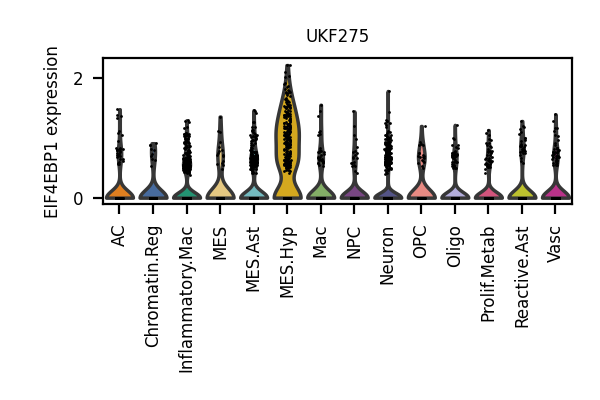 UKF275
EIF4EBP1 expression
2
0
AC
Chromatin.Reg
Inflammatory.Mac
MES
MES.Ast
MES.Hyp
Mac
NPC
Neuron
OPC
Oligo
Prolif.Metab
Reactive.Ast
Vasc